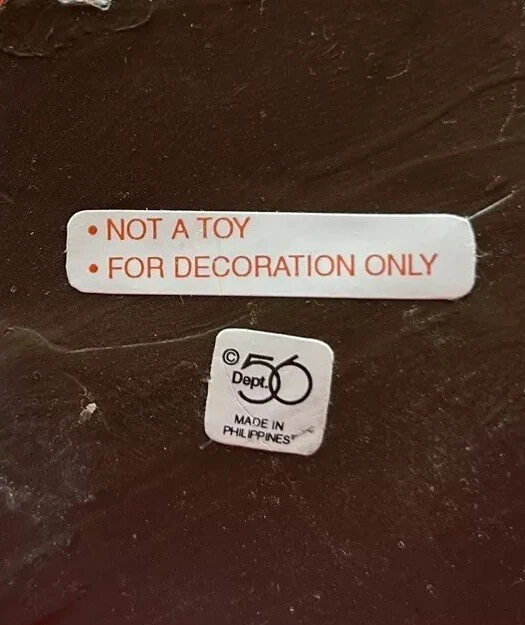 • NOT A TOY
• FOR DECORATION ONLY
© Dept. 56
MADE IN
PHILIPPINES